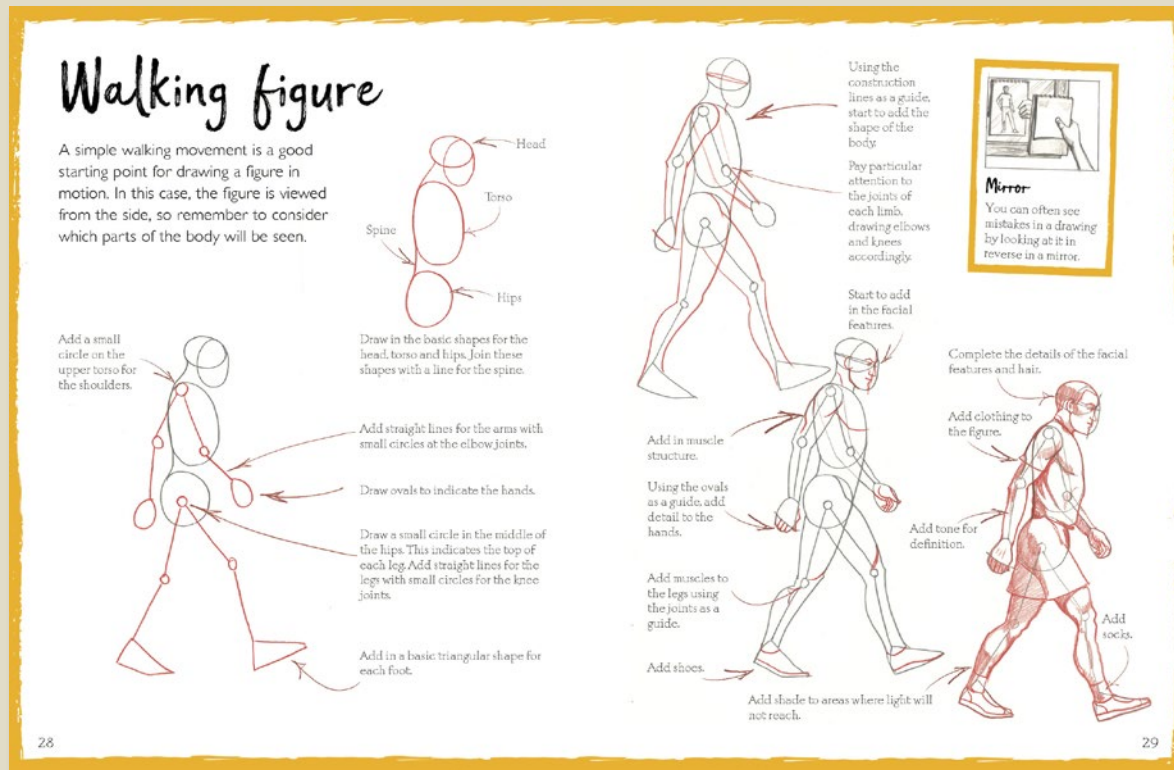 Walking figure
A simple walking movement is a good
starting point for drawing a figure in
motion. In this case, the figure is viewed
from the side, so remember to consider
which parts of the body will be seen.
Head
Torso
Spine
Hips
Draw in the basic shapes for the
head, torso and hips. Join these
shapes with a line for the spine.
Add a small
circle on the
upper torso for
the shoulders.
Add straight lines for the arms with
small circles at the elbow joints.
Draw ovals to indicate the hands.
Draw a small circle in the middle of
the hips. This indicates the top of
each leg. Add straight lines for the
legs with small circles for the knee
joints.
Add in a basic triangular shape for
each foot.
28
Using the
construction
lines as a guide,
start to add the
shape of the
body.
Pay particular
attention to
the joints of
each limb,
drawing elbows
and knees
accordingly.
Mirror
You can often see
mistakes in a drawing
by looking at it in
reverse in a mirror.
Start to add
in the facial
features.
Add in muscle
structure.
Using the ovals
as a guide, add
detail to the
hands.
Add muscles to
the legs using
the joints as a
guide.
Add shoes.
Complete the details of the facial
features and hair.
Add clothing to
the figure.
Add tone for
definition.
Add
socks.
Add shade to areas where light will
not reach.
29